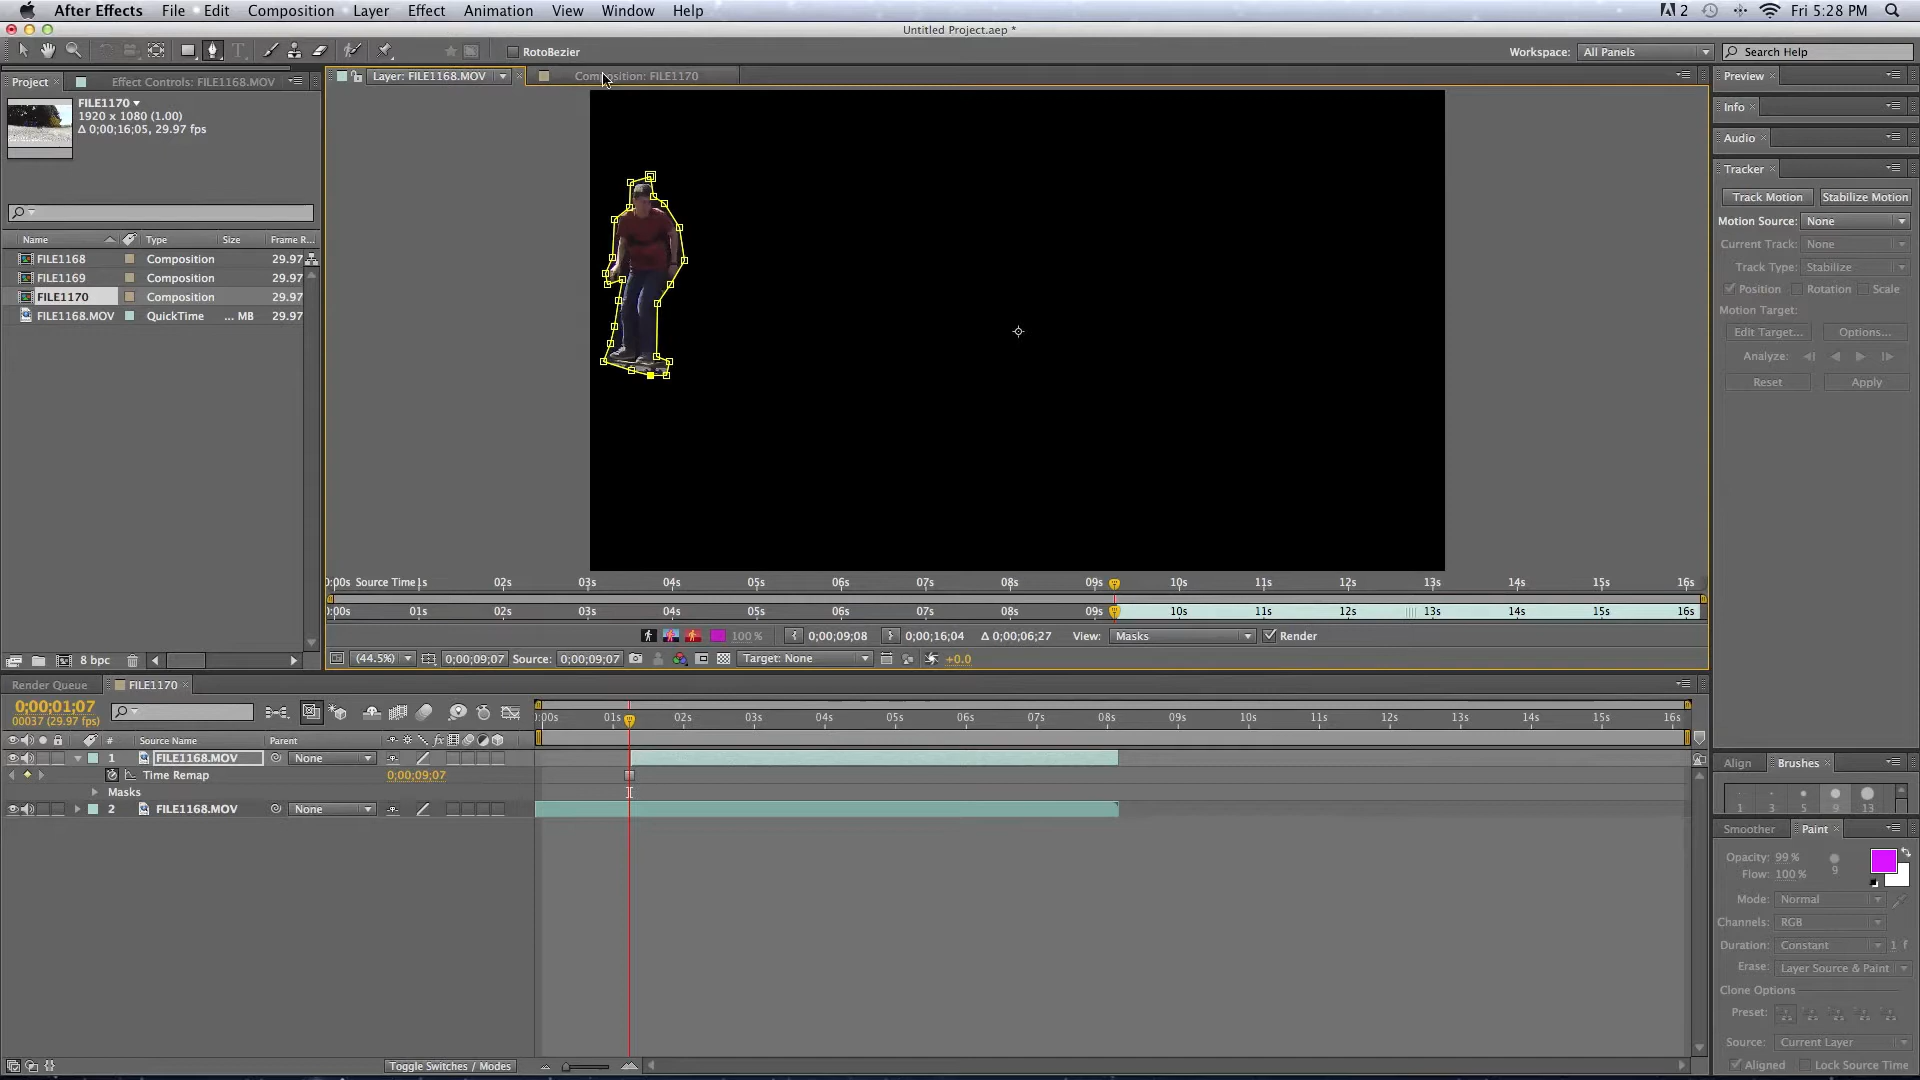 After Effects File Edit Composition Layer Effect Animation View Window Help 2 Fri 5:28 PM
Untitled Project.aep *
RotoBezier Workspace: All Panels Search Help
Project Effect Controls: FILE1168.MOV Layer: FILE1168.MOV Composition: FILE1170 Preview
FILE1170
1920 x 1080 (1.00)
Δ 0;00;16;05, 29.97 fps
Info
Audio
Tracker
Track Motion Stabilize Motion
Motion Source: None
Current Track: None
Track Type: Stabilize
Position Rotation Scale
Motion Target:
Edit Target... Options...
Analyze:
Reset Apply
Name Type Size Frame R...
FILE1168 Composition 29.97
FILE1169 Composition 29.97
FILE1170 Composition 29.97
FILE1168.MOV QuickTime ... MB 29.97
8 bpc
):00s Source Time 1s 02s 03s 04s 05s 06s 07s 08s 09s 10s 11s 12s 13s 14s 15s 16s
):00s 01s 02s 03s 04s 05s 06s 07s 08s 09s 10s 11s 12s 13s 14s 15s 16s
100 % 0;00;09;08 0;00;16;04 Δ 0;00;06;27 View: Masks Render
(44.5%) 0;00;09;07 Source: 0;00;09;07 Target: None +0.0
Render Queue FILE1170
0;00;01;07
00037 (29.97 fps)
):00s 01s 02s 03s 04s 05s 06s 07s 08s 09s 10s 11s 12s 13s 14s 15s 16s
# Source Name Parent
1 FILE1168.MOV None
Time Remap 0;00;09;07
Masks
2 FILE1168.MOV None
Toggle Switches / Modes
Align Brushes
1 3 5 9 13
Smoother Paint
Opacity: 99 %
Flow: 100 % 9
Mode: Normal
Channels: RGB
Duration: Constant 1 f
Erase: Layer Source & Paint
Clone Options
Preset:
Source: Current Layer
Aligned Lock Source Time